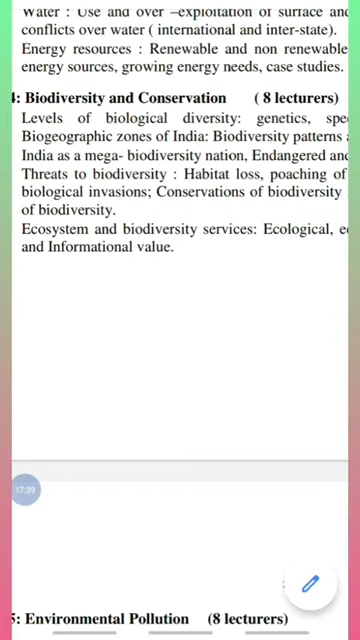 Water : Use and over –exploitation of surface and
conflicts over water ( international and inter-state).
Energy resources : Renewable and non renewable
energy sources, growing energy needs, case studies.
4: Biodiversity and Conservation ( 8 lecturers)
Levels of biological diversity: genetics, spe
Biogeographic zones of India: Biodiversity patterns
India as a mega- biodiversity nation, Endangered and
Threats to biodiversity : Habitat loss, poaching of
biological invasions; Conservations of biodiversity
of biodiversity.
Ecosystem and biodiversity services: Ecological, e
and Informational value.
17:39
5: Environmental Pollution (8 lecturers)